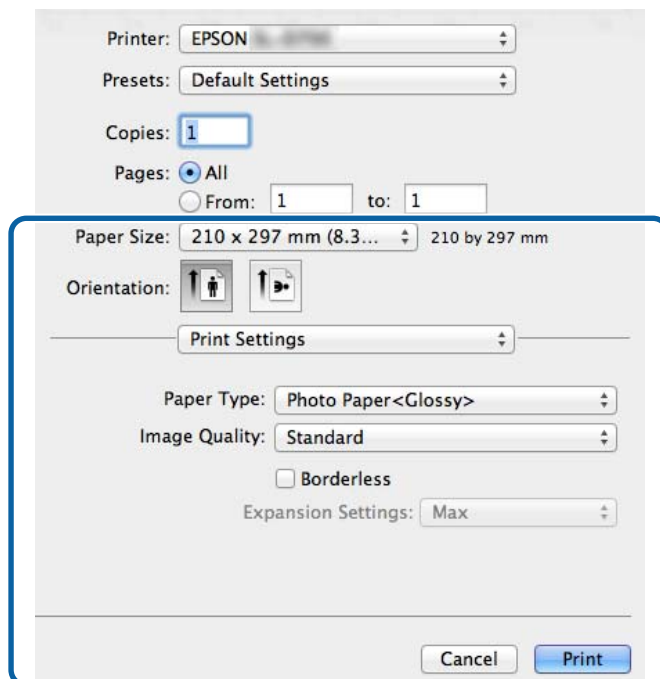 Printer: EPSON
Presets: Default Settings
Copies: 1
Pages: All
From: 1 to: 1
Paper Size: 210 x 297 mm (8.3... 210 by 297 mm
Orientation:
Print Settings
Paper Type: Photo Paper<Glossy>
Image Quality: Standard
Borderless
Expansion Settings: Max
Cancel Print